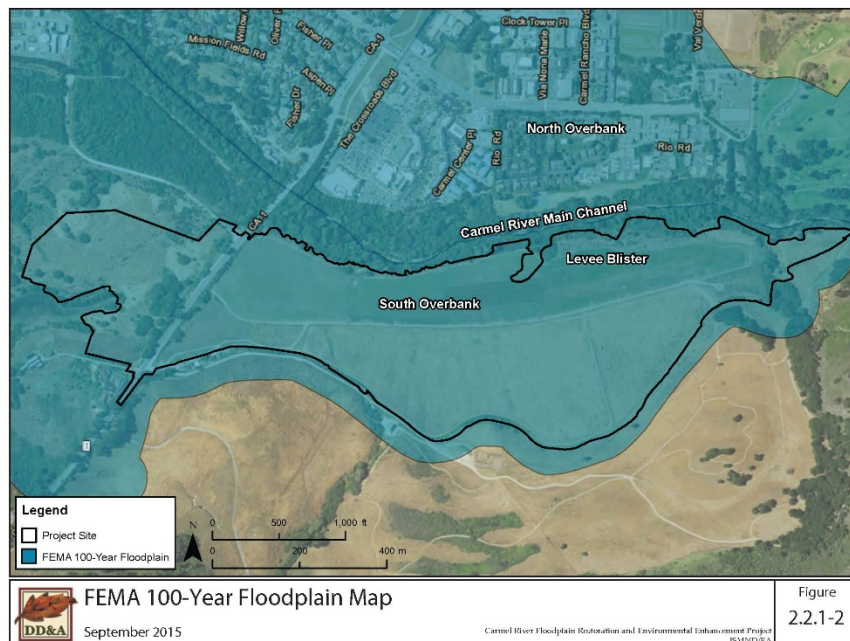 Clock Tower Pl
Willow
Oliver
Mission Fields Rd
Fisher Pl
CA-1
Aspen Pl
Fisher Dr
The Crossroads Blvd
Via Nona Marie
Carmel Rancho Blvd
Val Verde
North Overbank
Carmel Center Pl
Rio Rd
Rio Rd
CA-1
Carmel River Main Channel
Levee Blister
South Overbank
1
Legend
Project Site
FEMA 100-Year Floodplain
N
0 500 1,000 ft
0 200 400 m
DD&A
FEMA 100-Year Floodplain Map
September 2015
Carmel River Floodplain Restoration and Environmental Enhancement Project
ISMND/EA
Figure
2.2.1-2